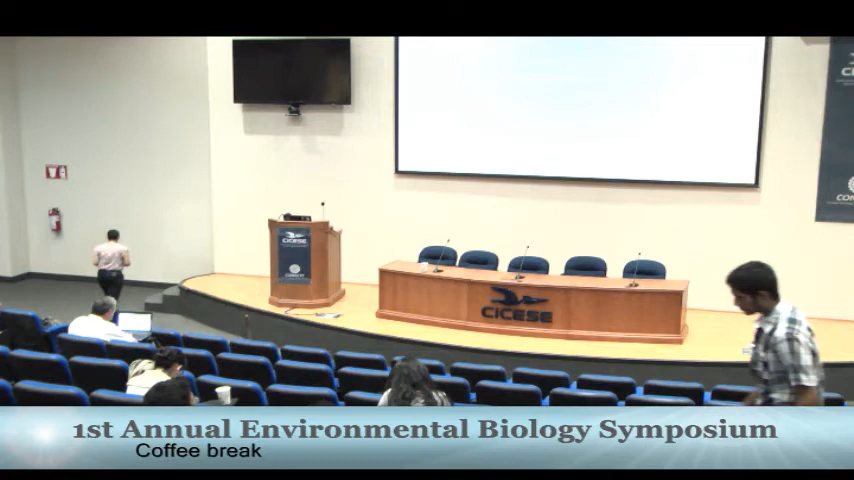 CICESE
CICESE
1st Annual Environmental Biology Symposium
Coffee break